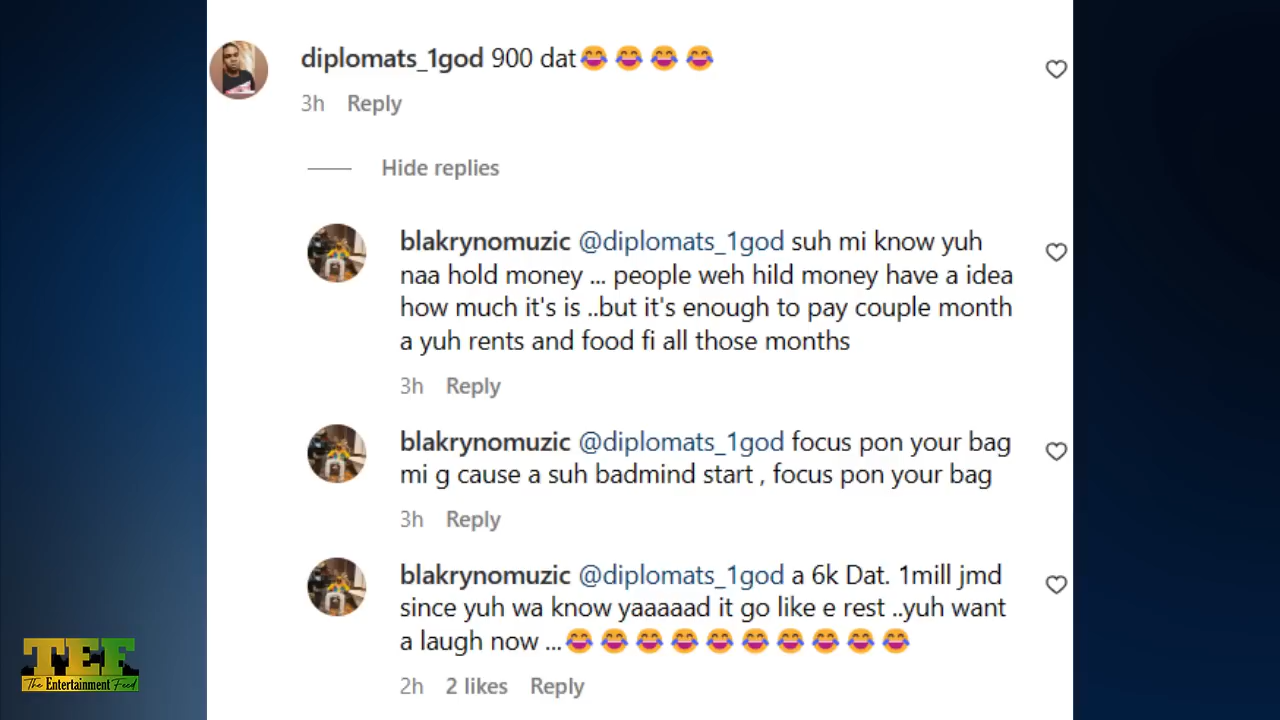 diplomats_1god 900 dat😂😂😂😂
3h Reply
Hide replies
blakrynomuzic @diplomats_1god suh mi know yuh
naa hold money ... people weh hild money have a idea
how much it's is ..but it's enough to pay couple month
a yuh rents and food fi all those months
3h Reply
blakrynomuzic @diplomats_1god focus pon your bag
mi g cause a suh badmind start , focus pon your bag
3h Reply
blakrynomuzic @diplomats_1god a 6k Dat. 1mill jmd
since yuh wa know yaaaaad it go like e rest ..yuh want
a laugh now ...😂😂😂😂😂😂😂😂😂😂
2h 2 likes Reply
TEF
The Entertainment Feed